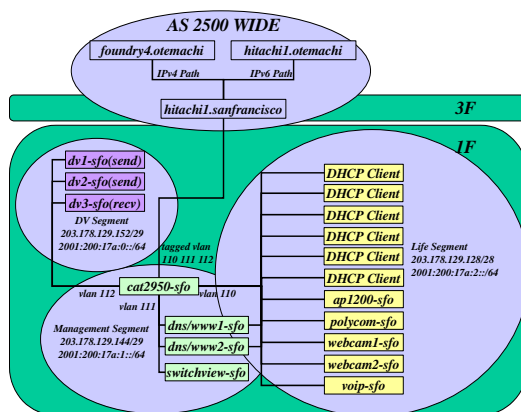 AS 2500 WIDE
foundry4.otemachi
hitachi1.otemachi
IPv4 Path
IPv6 Path
hitachi1.sanfrancisco
3F
1F
dv1-sfo(send)
dv2-sfo(send)
dv3-sfo(recv)
DV Segment
203.178.129.152/29
2001:200:17a:0::/64
tagged vlan
110 111 112
DHCP Client
DHCP Client
DHCP Client
DHCP Client
DHCP Client
DHCP Client
ap1200-sfo
polycom-sfo
webcam1-sfo
webcam2-sfo
voip-sfo
Life Segment
203.178.129.128/28
2001:200:17a:2::/64
cat2950-sfo
vlan 112
vlan 110
vlan 111
Management Segment
203.178.129.144/29
2001:200:17a:1::/64
dns/www1-sfo
dns/www2-sfo
switchview-sfo